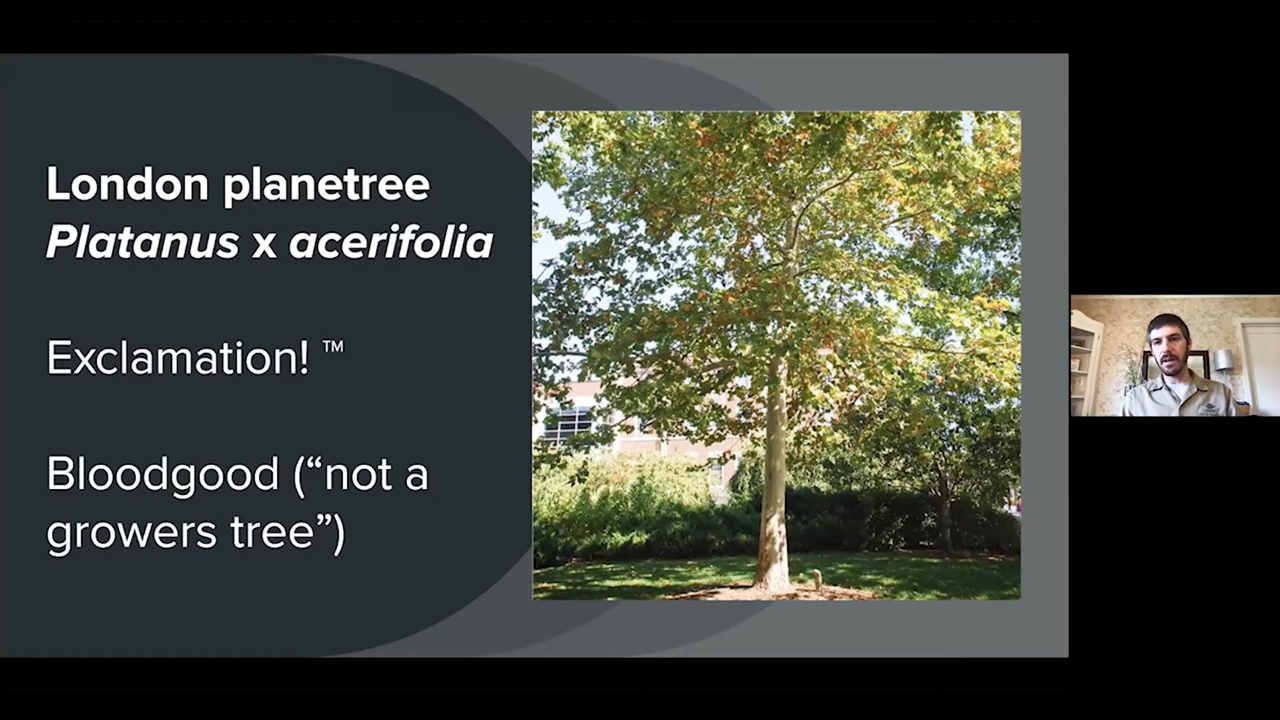 London planetree
Platanus x acerifolia
Exclamation! ™
Bloodgood (“not a
growers tree”)